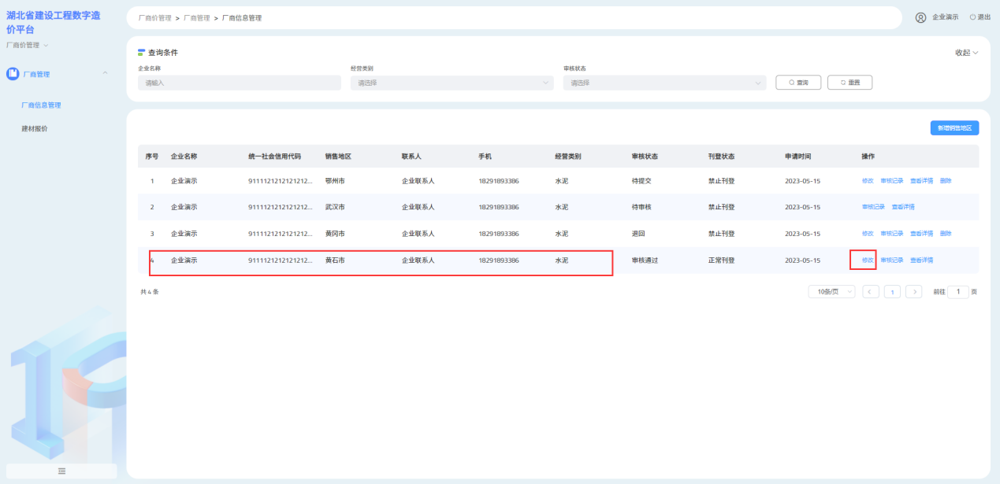 湖北省建设工程数字造
价平台
厂商价管理
厂商价管理 > 厂商管理 > 厂商信息管理
企业演示
退出
厂商管理
厂商信息管理
建材报价
查询条件
收起
企业名称 经营类别 审核状态
请输入 请选择 请选择 查询 重置
新增销售地区
序号 企业名称 统一社会信用代码 销售地区 联系人 手机 经营类别 审核状态 刊登状态 申请时间 操作
1 企业演示 9111121212121212... 鄂州市 企业联系人 18291893386 水泥 待提交 禁止刊登 2023-05-15 修改 审核记录 查看详情 删除
2 企业演示 9111121212121212... 武汉市 企业联系人 18291893386 水泥 待审核 禁止刊登 2023-05-15 审核记录 查看详情
3 企业演示 9111121212121212... 黄冈市 企业联系人 18291893386 水泥 退回 禁止刊登 2023-05-15 修改 审核记录 查看详情 删除
4 企业演示 9111121212121212... 黄石市 企业联系人 18291893386 水泥 审核通过 正常刊登 2023-05-15 修改 审核记录 查看详情
共 4 条 10条/页 < 1 > 前往 1 页